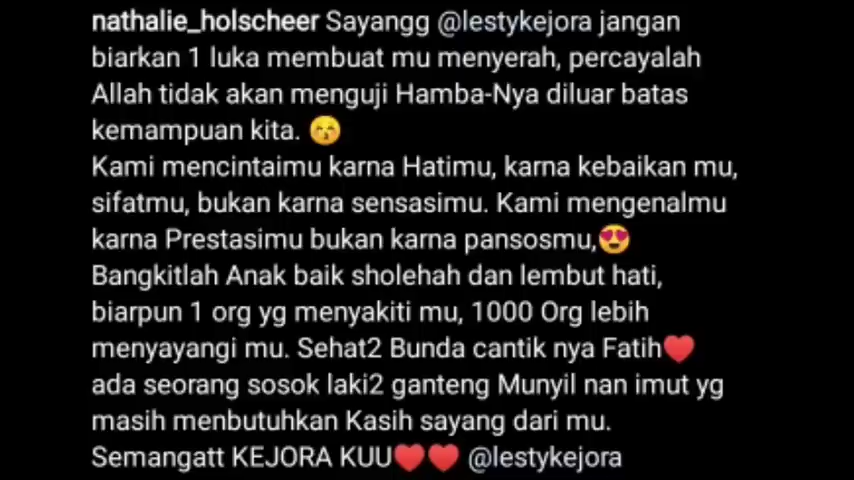 nathalie_holscheer Sayangg @lestykejora jangan
biarkan 1 luka membuat mu menyerah, percayalah
Allah tidak akan menguji Hamba-Nya diluar batas
kemampuan kita. 😚
Kami mencintaimu karna Hatimu, karna kebaikan mu,
sifatmu, bukan karna sensasimu. Kami mengenalmu
karna Prestasimu bukan karna pansosmu,😍
Bangkitlah Anak baik sholehah dan lembut hati,
biarpun 1 org yg menyakiti mu, 1000 Org lebih
menyayangi mu. Sehat2 Bunda cantik nya Fatih♥️
ada seorang sosok laki2 ganteng Munyil nan imut yg
masih menbutuhkan Kasih sayang dari mu.
Semangatt KEJORA KUU♥️♥️ @lestykejora